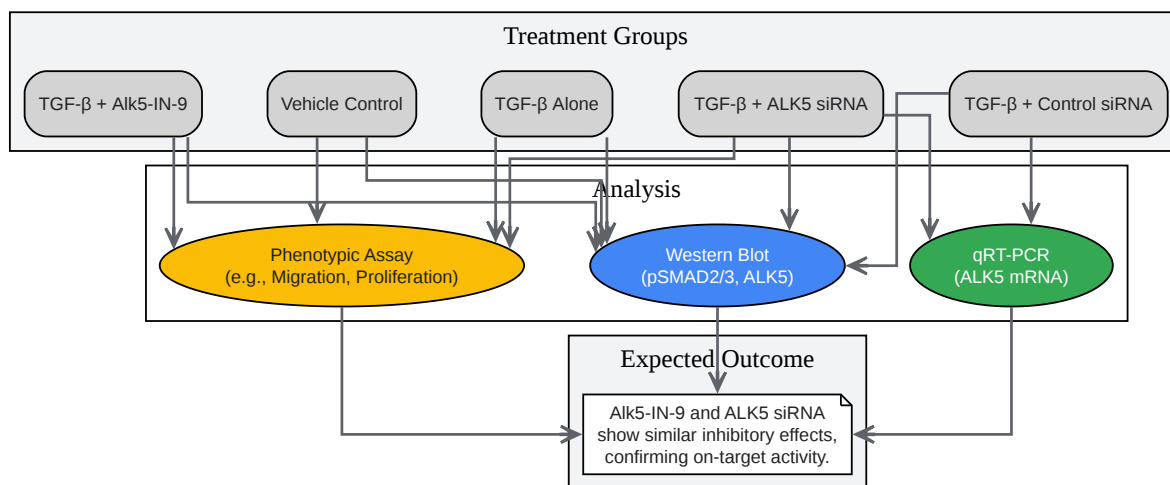 Treatment Groups
TGF-β + Alk5-IN-9
Vehicle Control
TGF-β Alone
TGF-β + ALK5 siRNA
TGF-β + Control siRNA
Analysis
Phenotypic Assay
(e.g., Migration, Proliferation)
Western Blot
(pSMAD2/3, ALK5)
qRT-PCR
(ALK5 mRNA)
Expected Outcome
Alk5-IN-9 and ALK5 siRNA
show similar inhibitory effects,
confirming on-target activity.